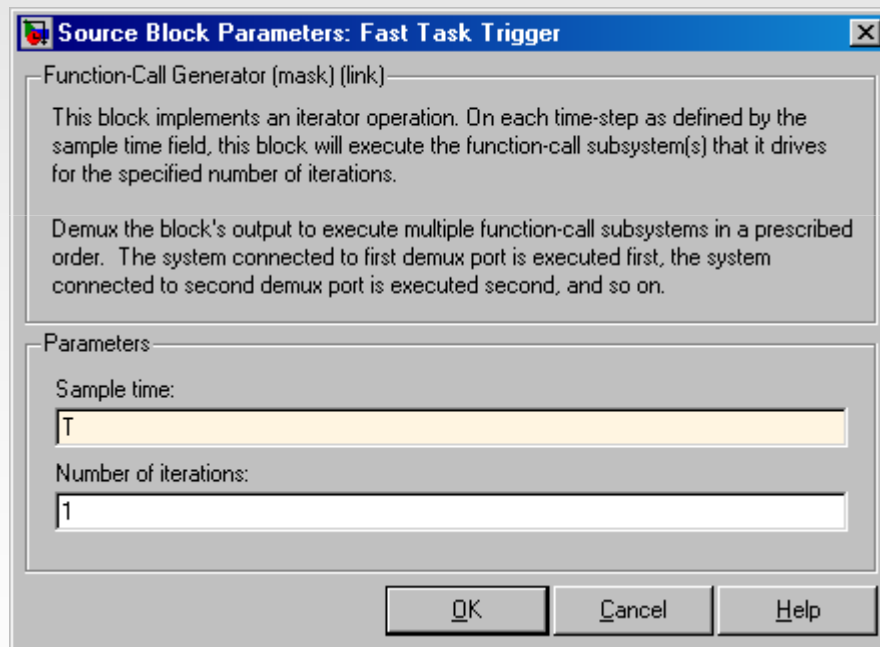 Source Block Parameters: Fast Task Trigger
Function-Call Generator (mask) (link)
This block implements an iterator operation. On each time-step as defined by the
sample time field, this block will execute the function-call subsystem(s) that it drives
for the specified number of iterations.
Demux the block's output to execute multiple function-call subsystems in a prescribed
order. The system connected to first demux port is executed first, the system
connected to second demux port is executed second, and so on.
Parameters
Sample time:
T
Number of iterations:
1
OK Cancel Help